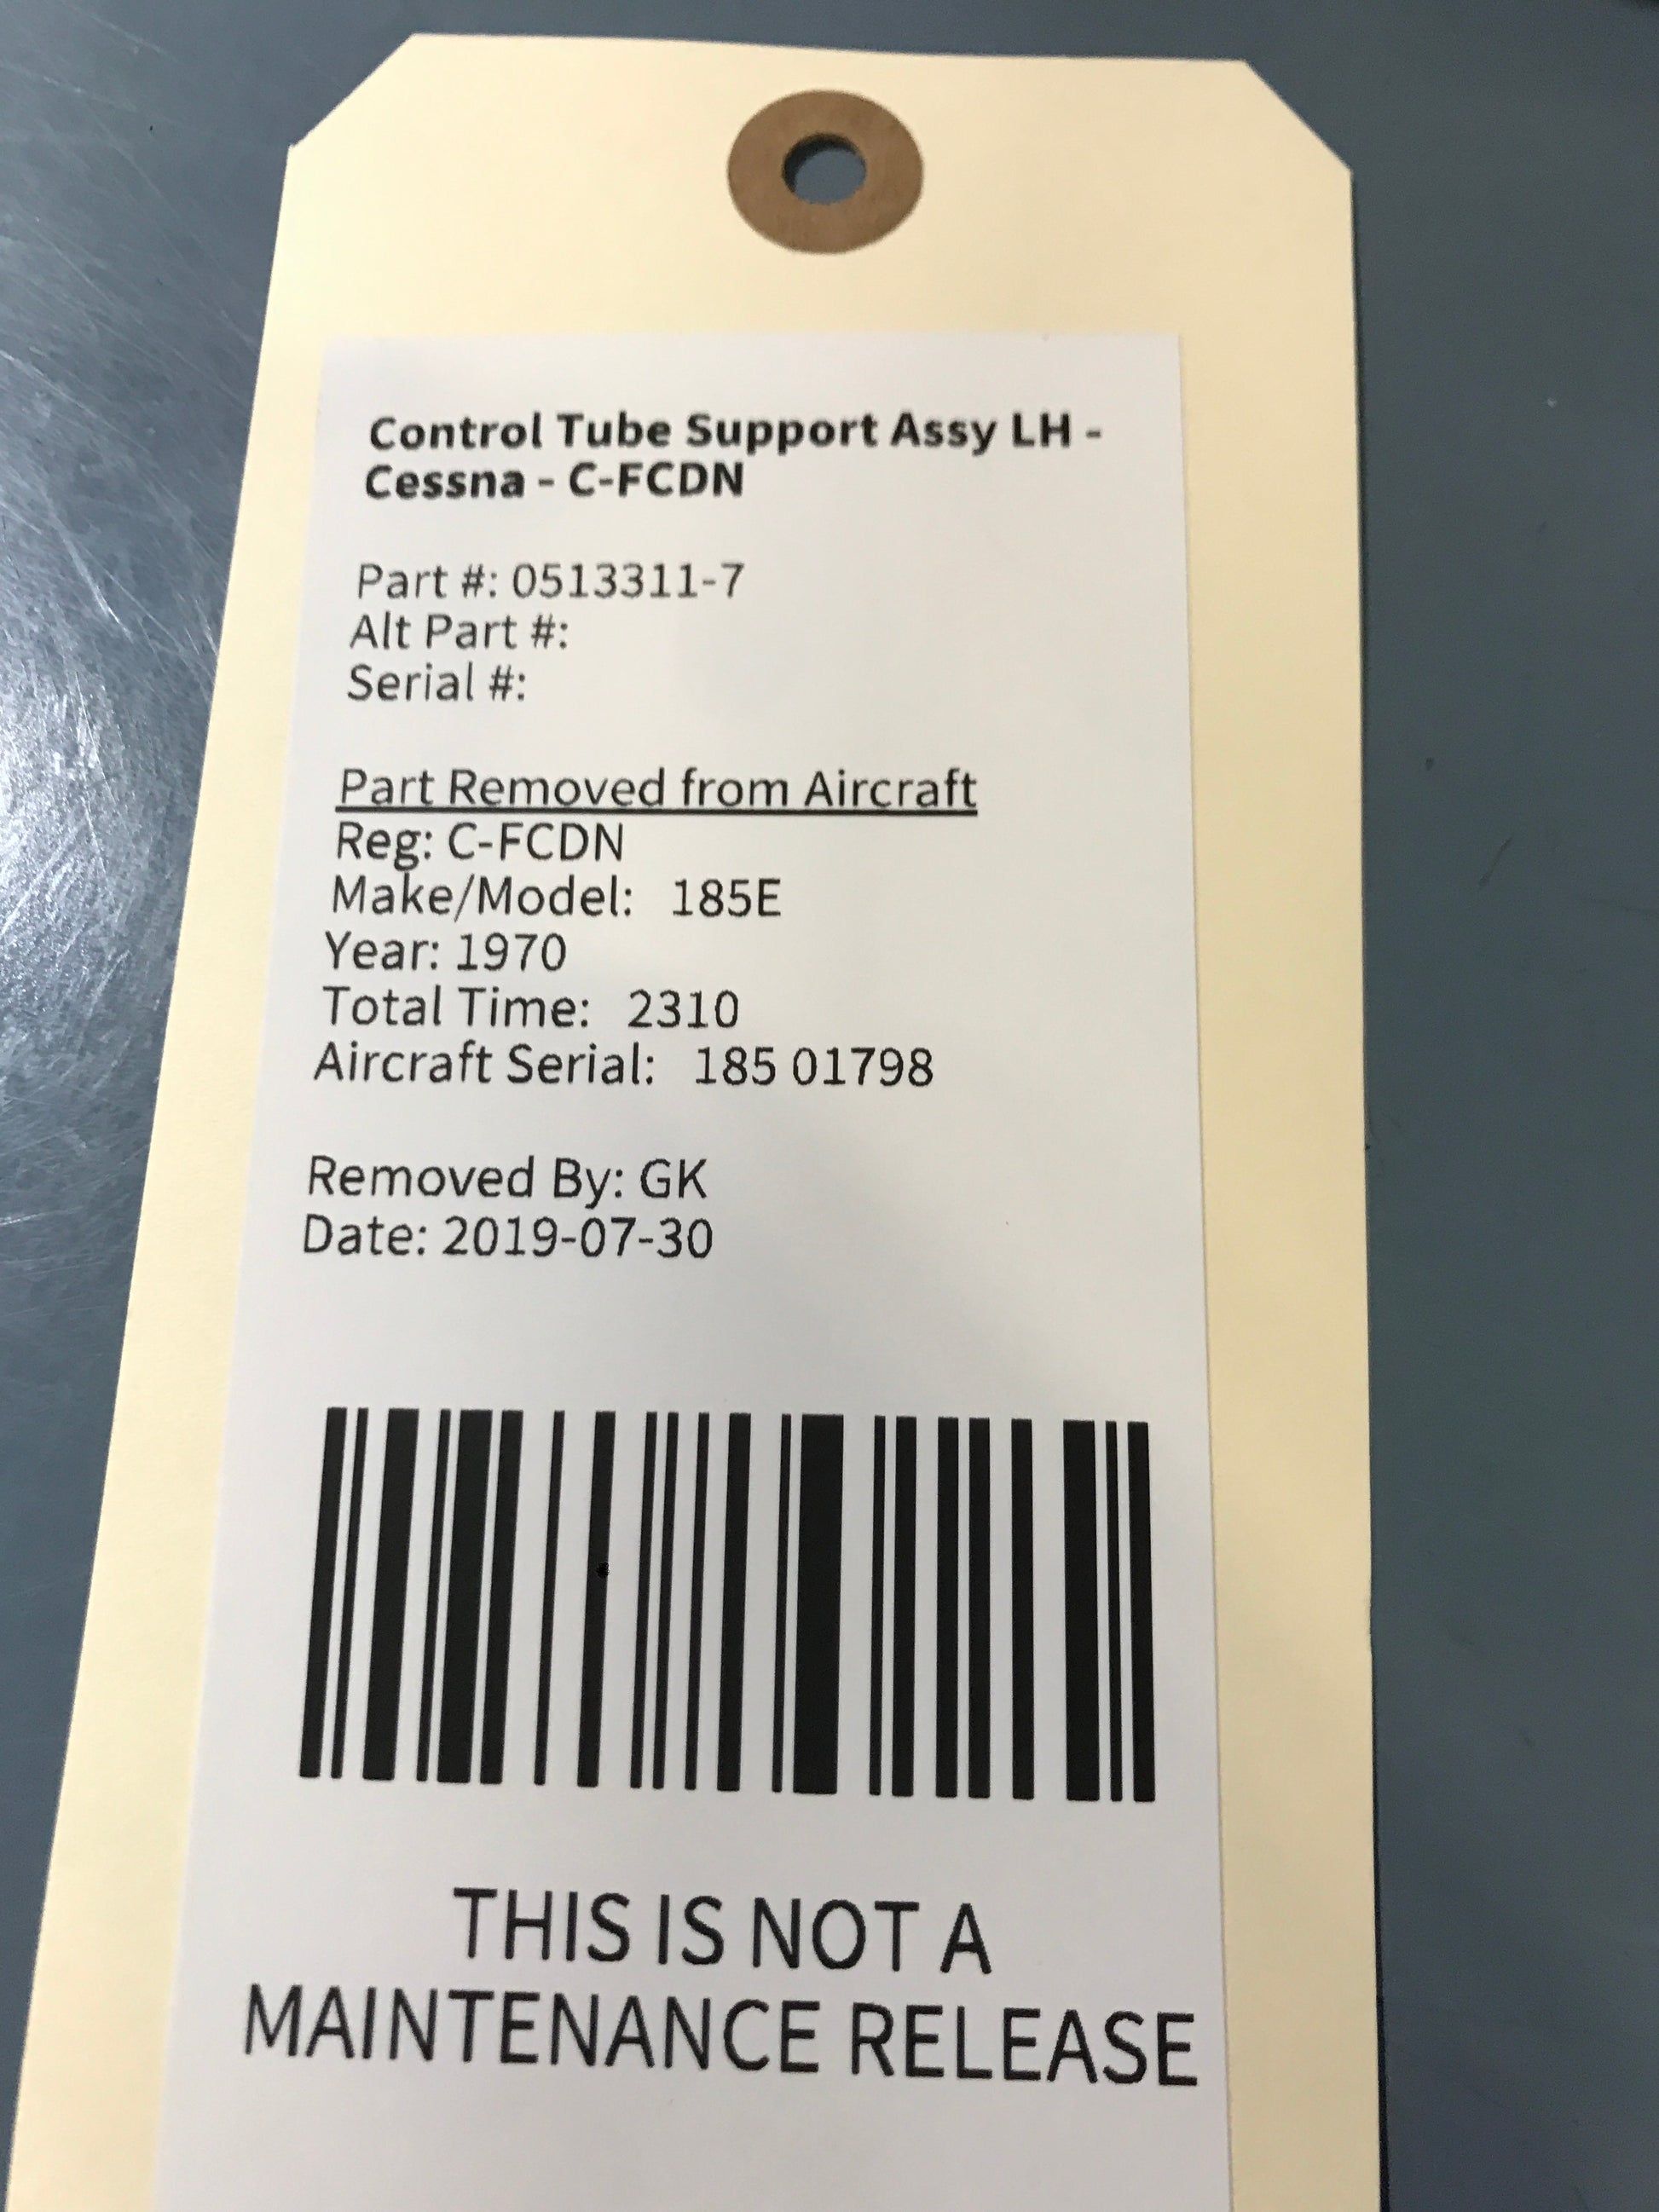 Control Tube Support Assy LH -
Cessna - C-FCDN
Part #: 0513311-7
Alt Part #:
Serial #:
Part Removed from Aircraft
Reg: C-FCDN
Make/Model: 185E
Year: 1970
Total Time: 2310
Aircraft Serial: 185 01798
Removed By: GK
Date: 2019-07-30
THIS IS NOT A
MAINTENANCE RELEASE